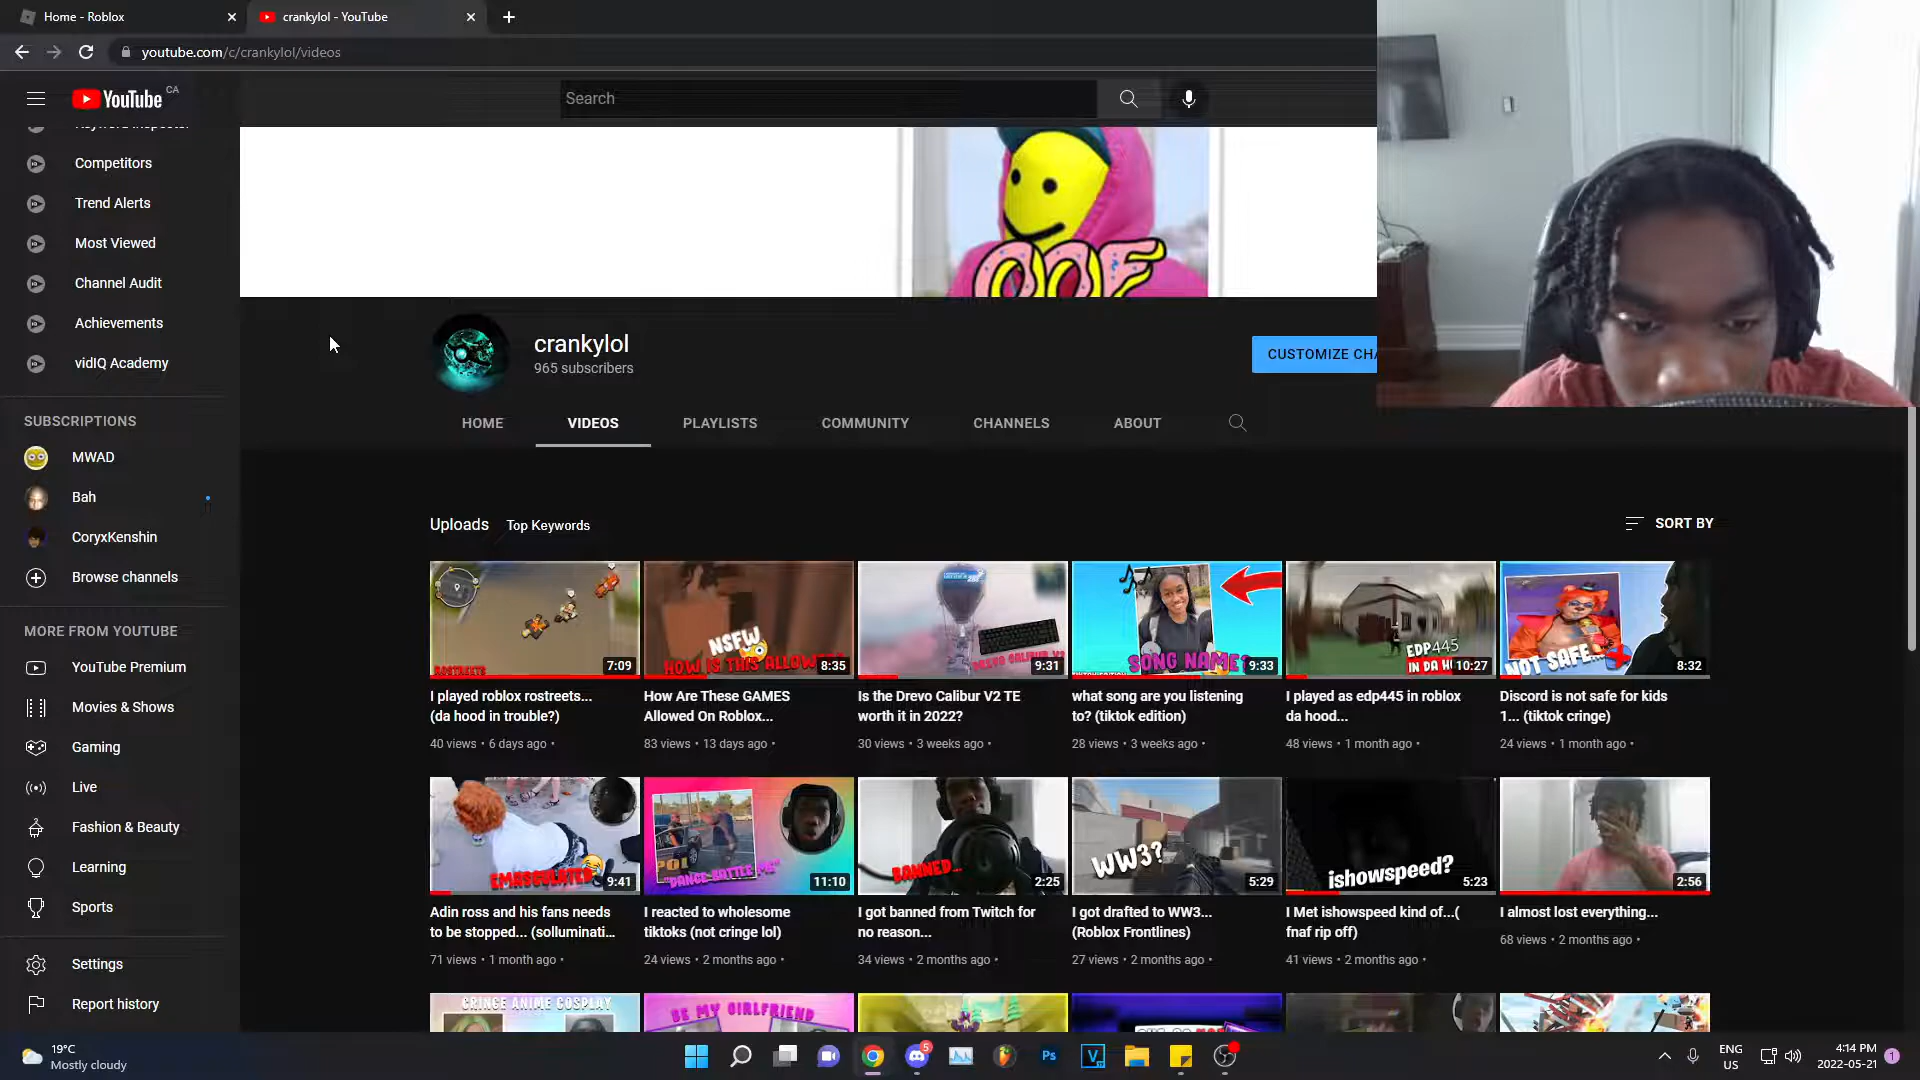 Home - Roblox
crankylol - YouTube
youtube.com/c/crankylol/videos
YouTube CA
Search
Keyword Inspector
Competitors
Trend Alerts
Most Viewed
Channel Audit
Achievements
vidIQ Academy
SUBSCRIPTIONS
MWAD
Bah
CoryxKenshin
Browse channels
MORE FROM YOUTUBE
YouTube Premium
Movies & Shows
Gaming
Live
Fashion & Beauty
Learning
Sports
Settings
Report history
OOF
crankylol
965 subscribers
CUSTOMIZE CHA
HOME VIDEOS PLAYLISTS COMMUNITY CHANNELS ABOUT
Uploads Top Keywords
SORT BY
ROSTREETS
7:09
I played roblox rostreets...
(da hood in trouble?)
40 views • 6 days ago •
NSFW
HOW IS THIS ALLOW
8:35
How Are These GAMES
Allowed On Roblox...
83 views • 13 days ago •
DREVO CALIBUR V2
9:31
Is the Drevo Calibur V2 TE
worth it in 2022?
30 views • 3 weeks ago •
SONG NAME?
9:33
what song are you listening
to? (tiktok edition)
28 views • 3 weeks ago •
EDP445
IN DA H
10:27
I played as edp445 in roblox
da hood...
48 views • 1 month ago •
NOT SAFE...
8:32
Discord is not safe for kids
1... (tiktok cringe)
24 views • 1 month ago •
EMASCULATED
9:41
Adin ross and his fans needs
to be stopped... (solluminati...
71 views • 1 month ago •
POL
"DANCE BATTLE ME"
11:10
I reacted to wholesome
tiktoks (not cringe lol)
24 views • 2 months ago •
BANNED...
2:25
I got banned from Twitch for
no reason...
34 views • 2 months ago •
WW3?
5:29
I got drafted to WW3...
(Roblox Frontlines)
27 views • 2 months ago •
ishowspeed?
5:23
I Met ishowspeed kind of...(
fnaf rip off)
41 views • 2 months ago •
2:56
I almost lost everything...
68 views • 2 months ago •
CRINGE ANIME COSPLAY
BE MY GIRLFRIEND
19°C
Mostly cloudy
5
Ps
V
ENG
US
4:14 PM
2022-05-21
1